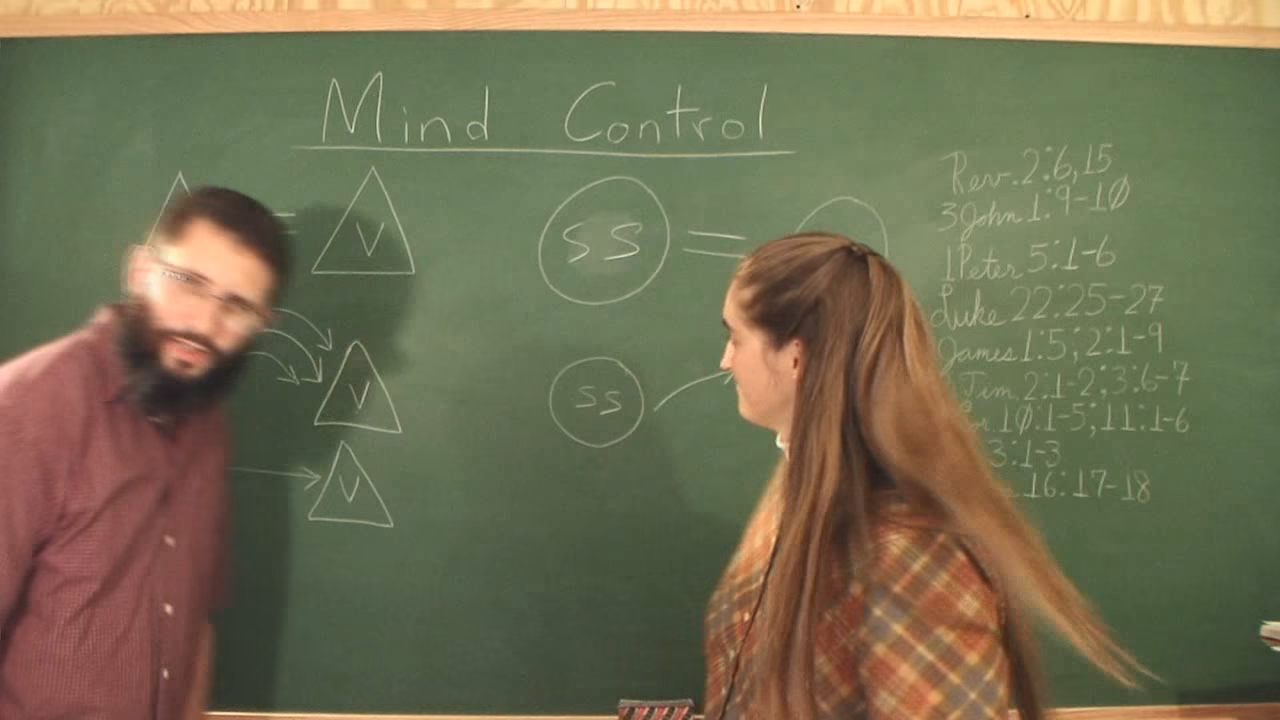 Mind Control
V
SS =
V
SS
V
Rev. 2:6,15
3 John 1:9-10
1 Peter 5:1-6
Luke 22:25-27
James 1:5; 2:1-9
Tim. 2:1-2; 3:6-7
10:1-5; 11:1-6
3:1-3
16:17-18